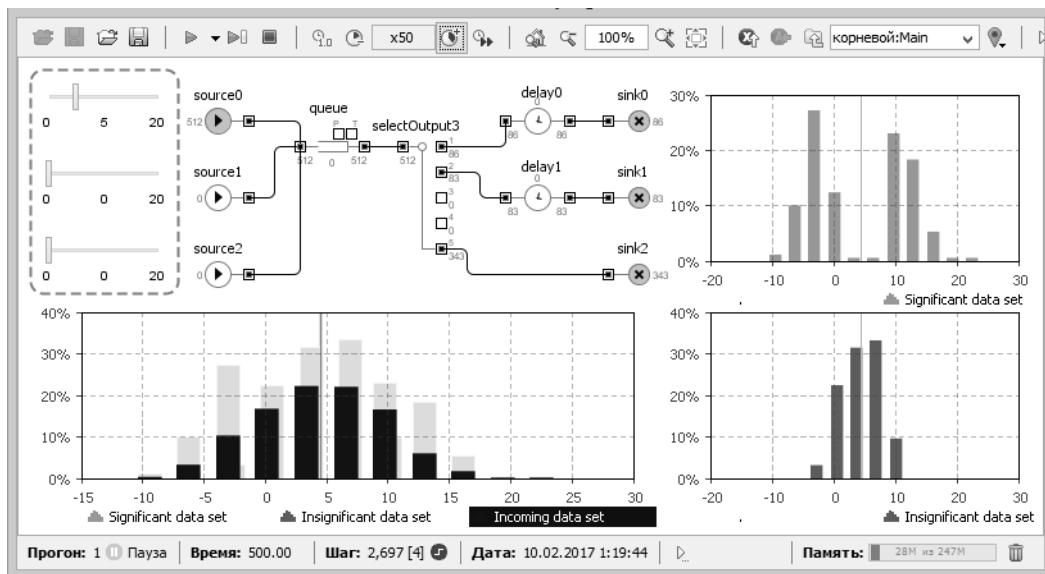 x50 100% корневой:Main
0 5 20
0 0 20
0 0 20
source0
512
source1
0
source2
0
queue
P T
512 0 512
selectOutput3
512
1
86
2
83
3
0
4
0
5
343
delay0
0
86 86
sink0
86
delay1
0
83 83
sink1
83
sink2
343
30%
20%
10%
0%
-20 -10 0 10 20 30
Significant data set
40%
30%
20%
10%
0%
-15 -10 -5 0 5 10 15 20 25 30
Significant data set Insignificant data set Incoming data set
40%
30%
20%
10%
0%
-20 -10 0 10 20 30
Insignificant data set
Прогон: 1 Пауза Время: 500.00 Шаг: 2,697 [4] Дата: 10.02.2017 1:19:44 Память: 28M из 247M